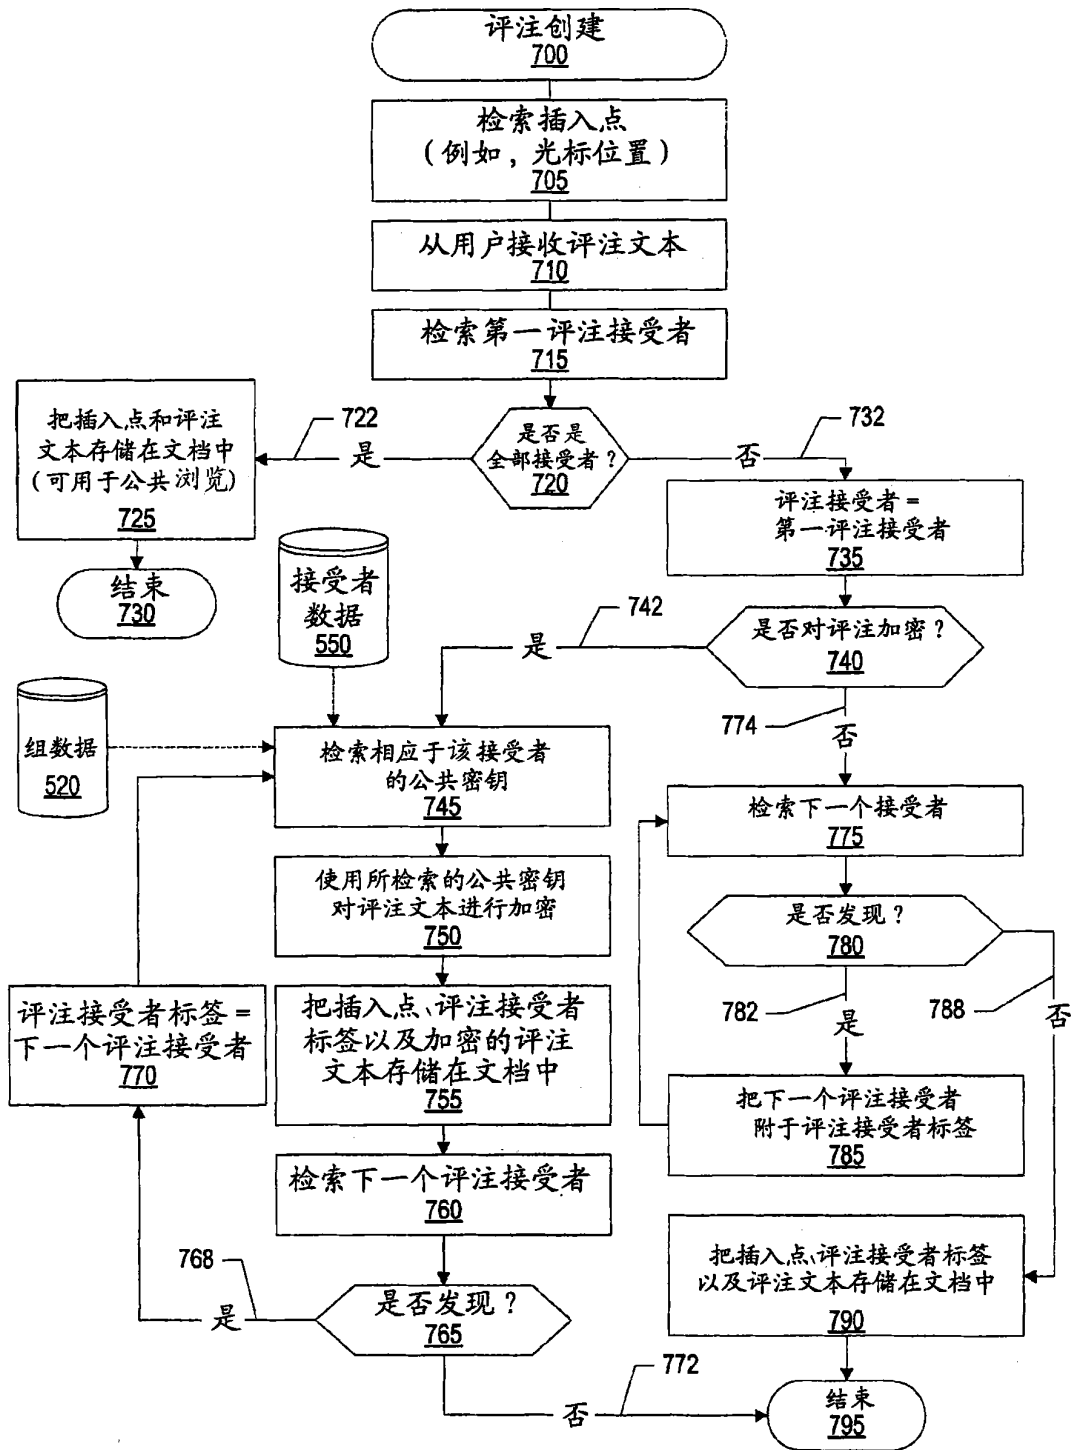 评注创建
700
检索插入点
(例如，光标位置)
705
从用户接收评注文本
710
检索第一评注接受者
715
722
732
把插入点和评注
文本存储在文档中
(可用于公共浏览)
725
是
是否是
全部接受者？
720
否
评注接受者＝
第一评注接受者
735
结束
730
接受者
数据
550
742
是
是否对评注加密？
740
774
否
组数据
520
检索相应于该接受者
的公共密钥
745
检索下一个接受者
775
使用所检索的公共密钥
对评注文本进行加密
750
是否发现？
780
782
是
788
否
评注接受者标签＝
下一个评注接受者
770
把插入点、评注接受者
标签以及加密的评注
文本存储在文档中
755
把下一个评注接受者
附于评注接受者标签
785
检索下一个评注接受者
760
把插入点、评注接受者标签
以及评注文本存储在文档中
790
768
是
是否发现？
765
772
否
结束
795